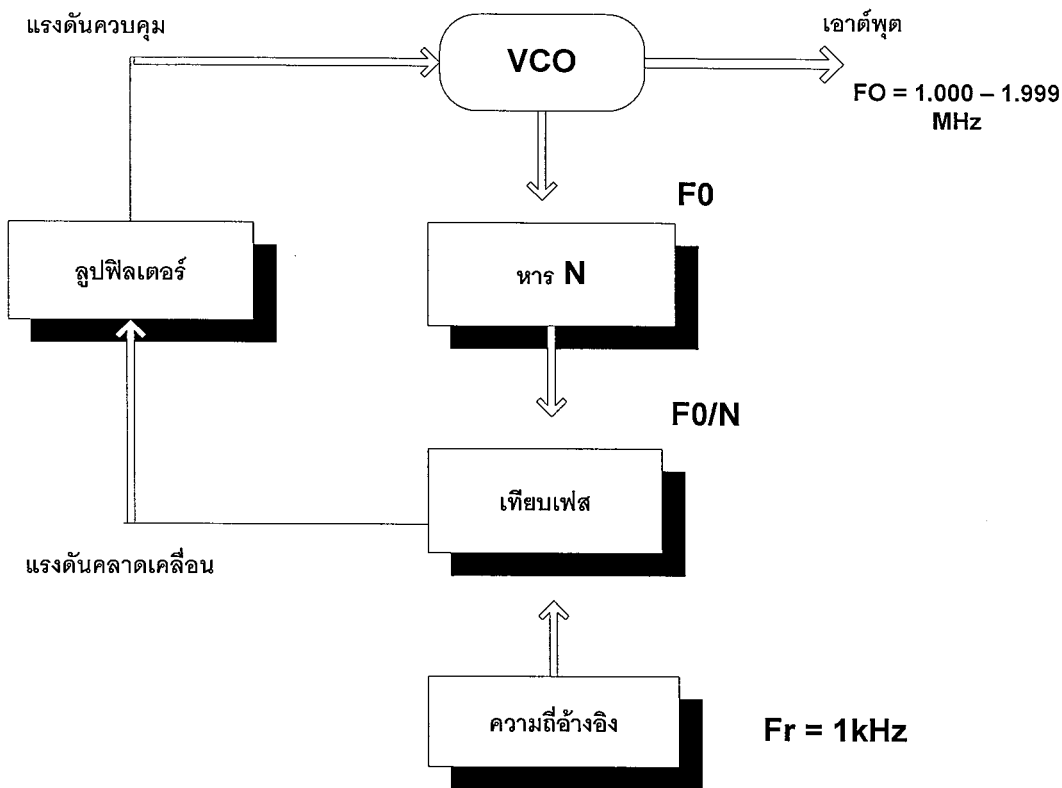 แรงดันควบคุม
VCO
เอาต์พุต
FO = 1.000 – 1.999
MHz
F0
ลูปฟิลเตอร์
หาร N
F0/N
เทียบเฟส
แรงดันคลาดเคลื่อน
ความถี่อ้างอิง
Fr = 1kHz